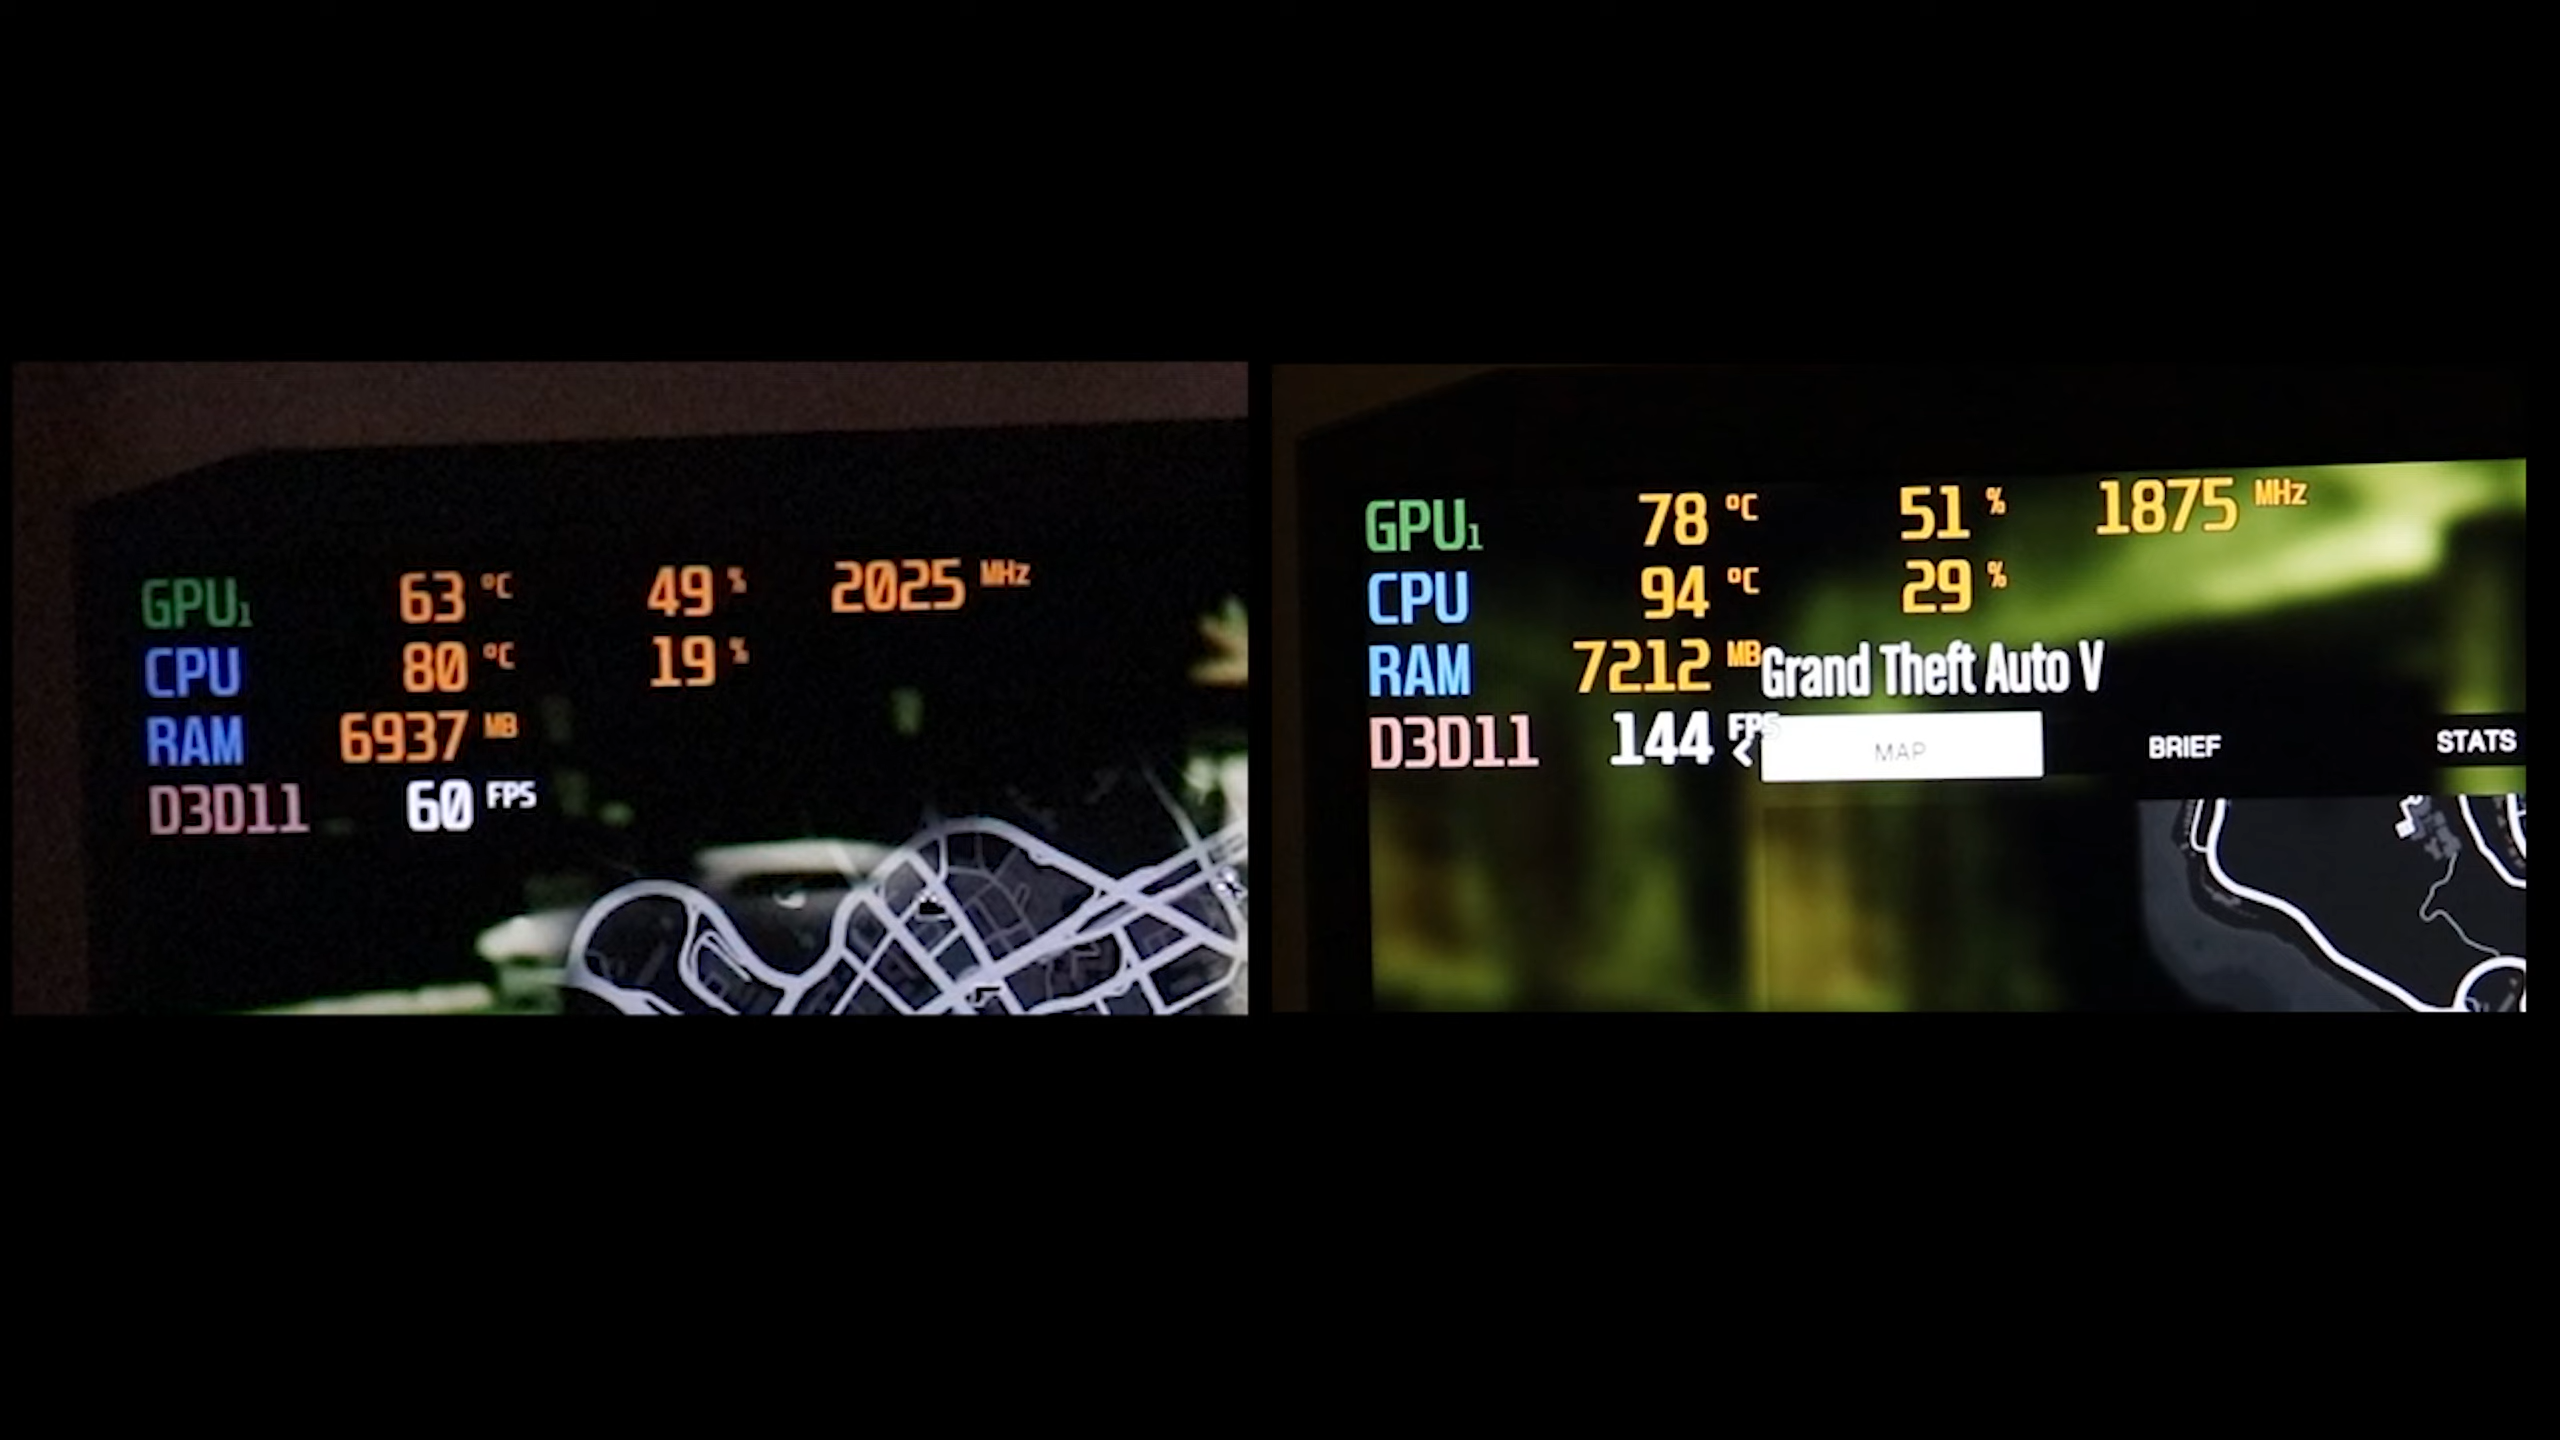 GPU1 63 °C 49 % 2025 MHz
CPU 80 °C 19 %
RAM 6937 MB
D3D11 60 FPS
GPU1 78 °C 51 % 1875 MHz
CPU 94 °C 29 %
RAM 7212 MB
D3D11 144 FPS
Grand Theft Auto V
MAP BRIEF STATS